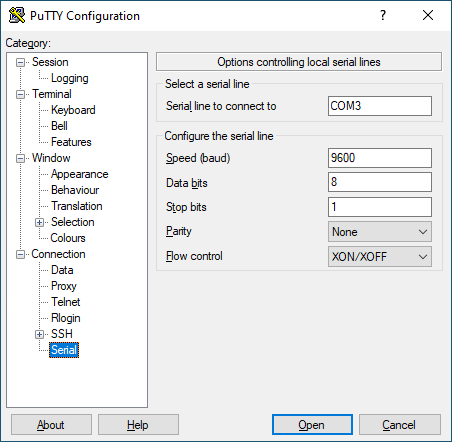 PuTTY Configuration
?
Category:
Session
Logging
Terminal
Keyboard
Bell
Features
Window
Appearance
Behaviour
Translation
Selection
Colours
Connection
Data
Proxy
Telnet
Rlogin
SSH
Serial
Options controlling local serial lines
Select a serial line
Serial line to connect to COM3
Configure the serial line
Speed (baud) 9600
Data bits 8
Stop bits 1
Parity None
Flow control XON/XOFF
About Help Open Cancel